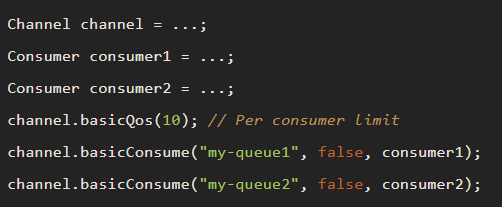 Channel channel = ...;
Consumer consumer1 = ...;
Consumer consumer2 = ...;
channel.basicQos(10); // Per consumer limit
channel.basicConsume("my-queue1", false, consumer1);
channel.basicConsume("my-queue2", false, consumer2);